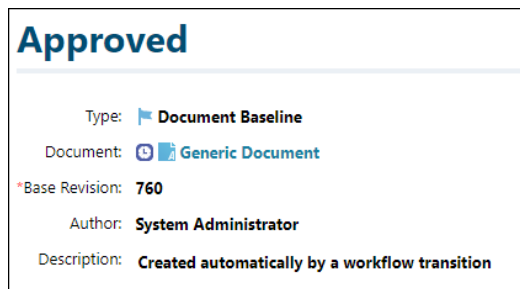 Approved
Type: Document Baseline
Document: Generic Document
*Base Revision: 760
Author: System Administrator
Description: Created automatically by a workflow transition